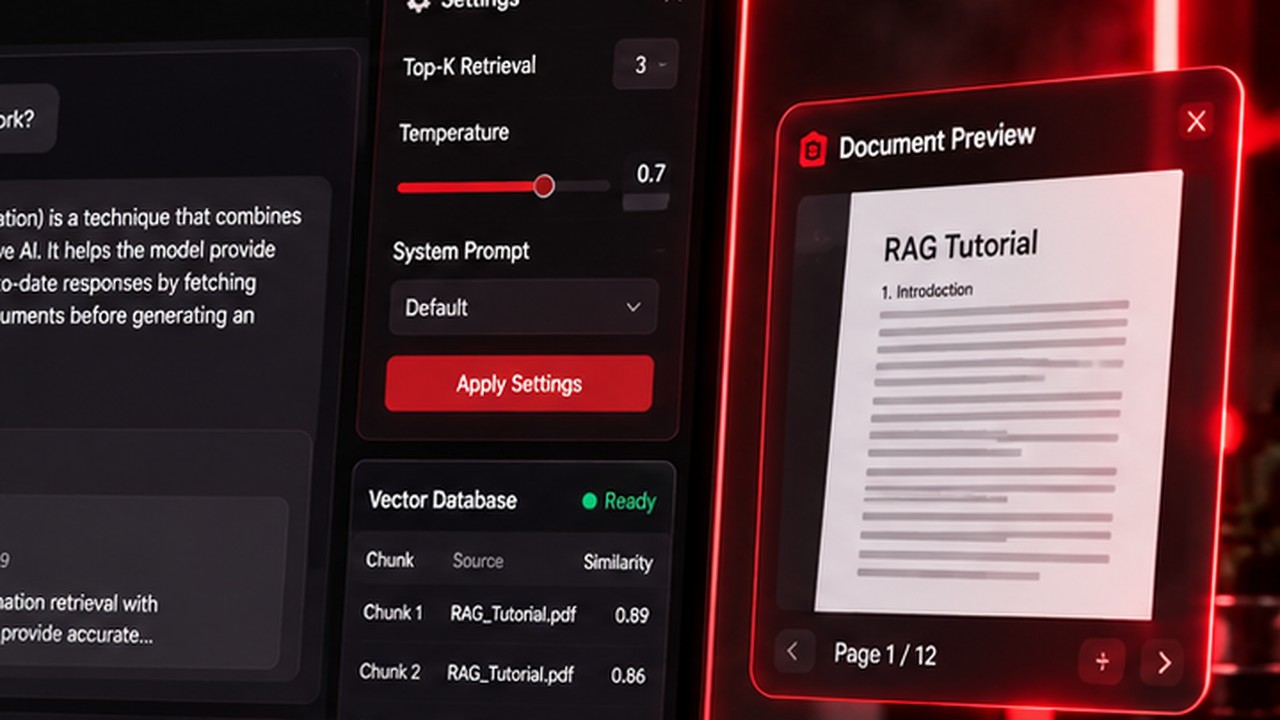 ork?
ation) is a technique that combines
ve AI. It helps the model provide
to-date responses by fetching
uments before generating an
9
nation retrieval with
provide accurate...
Settings
Top-K Retrieval 3
Temperature
0.7
System Prompt
Default
Apply Settings
Vector Database Ready
Chunk Source Similarity
Chunk 1 RAG_Tutorial.pdf 0.89
Chunk 2 RAG_Tutorial.pdf 0.86
Document Preview
RAG Tutorial
1. Introdoction
Page 1 / 12